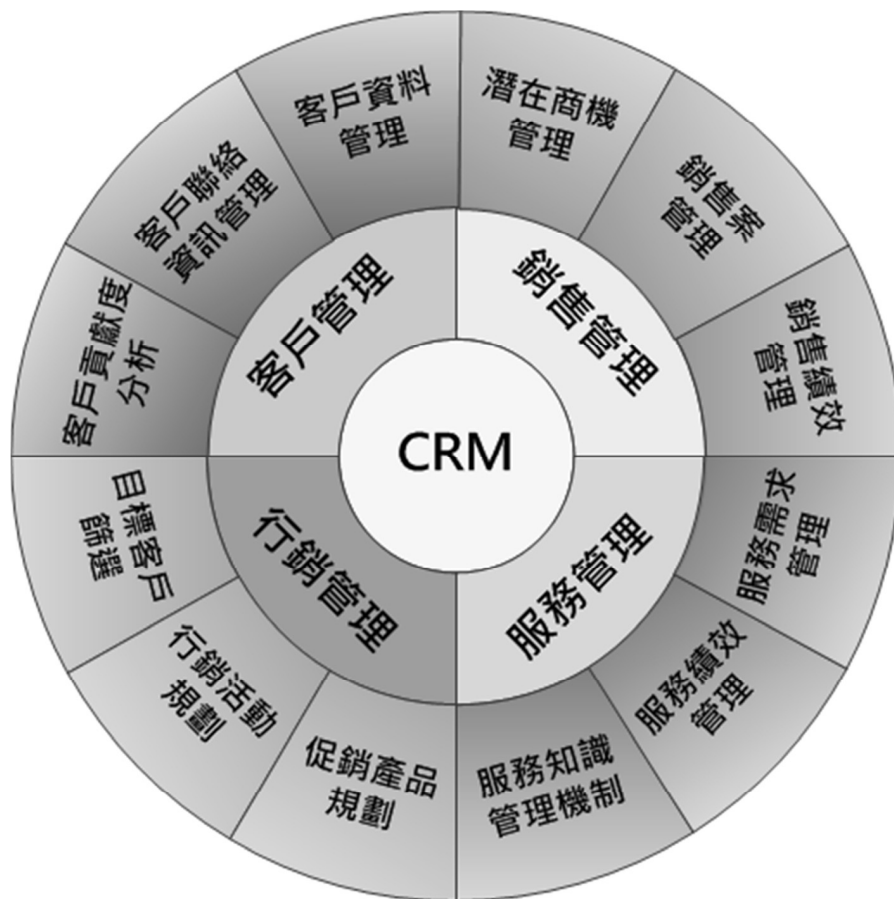 CRM
客戶管理
銷售管理
服務管理
行銷管理
客戶資料
管理
潛在商機
管理
銷售案
管理
銷售績效
管理
服務需求
管理
服務績效
管理
服務知識
管理機制
促銷產品
規劃
行銷活動
規劃
目標客戶
篩選
客戶貢獻度
分析
客戶聯絡
資訊管理